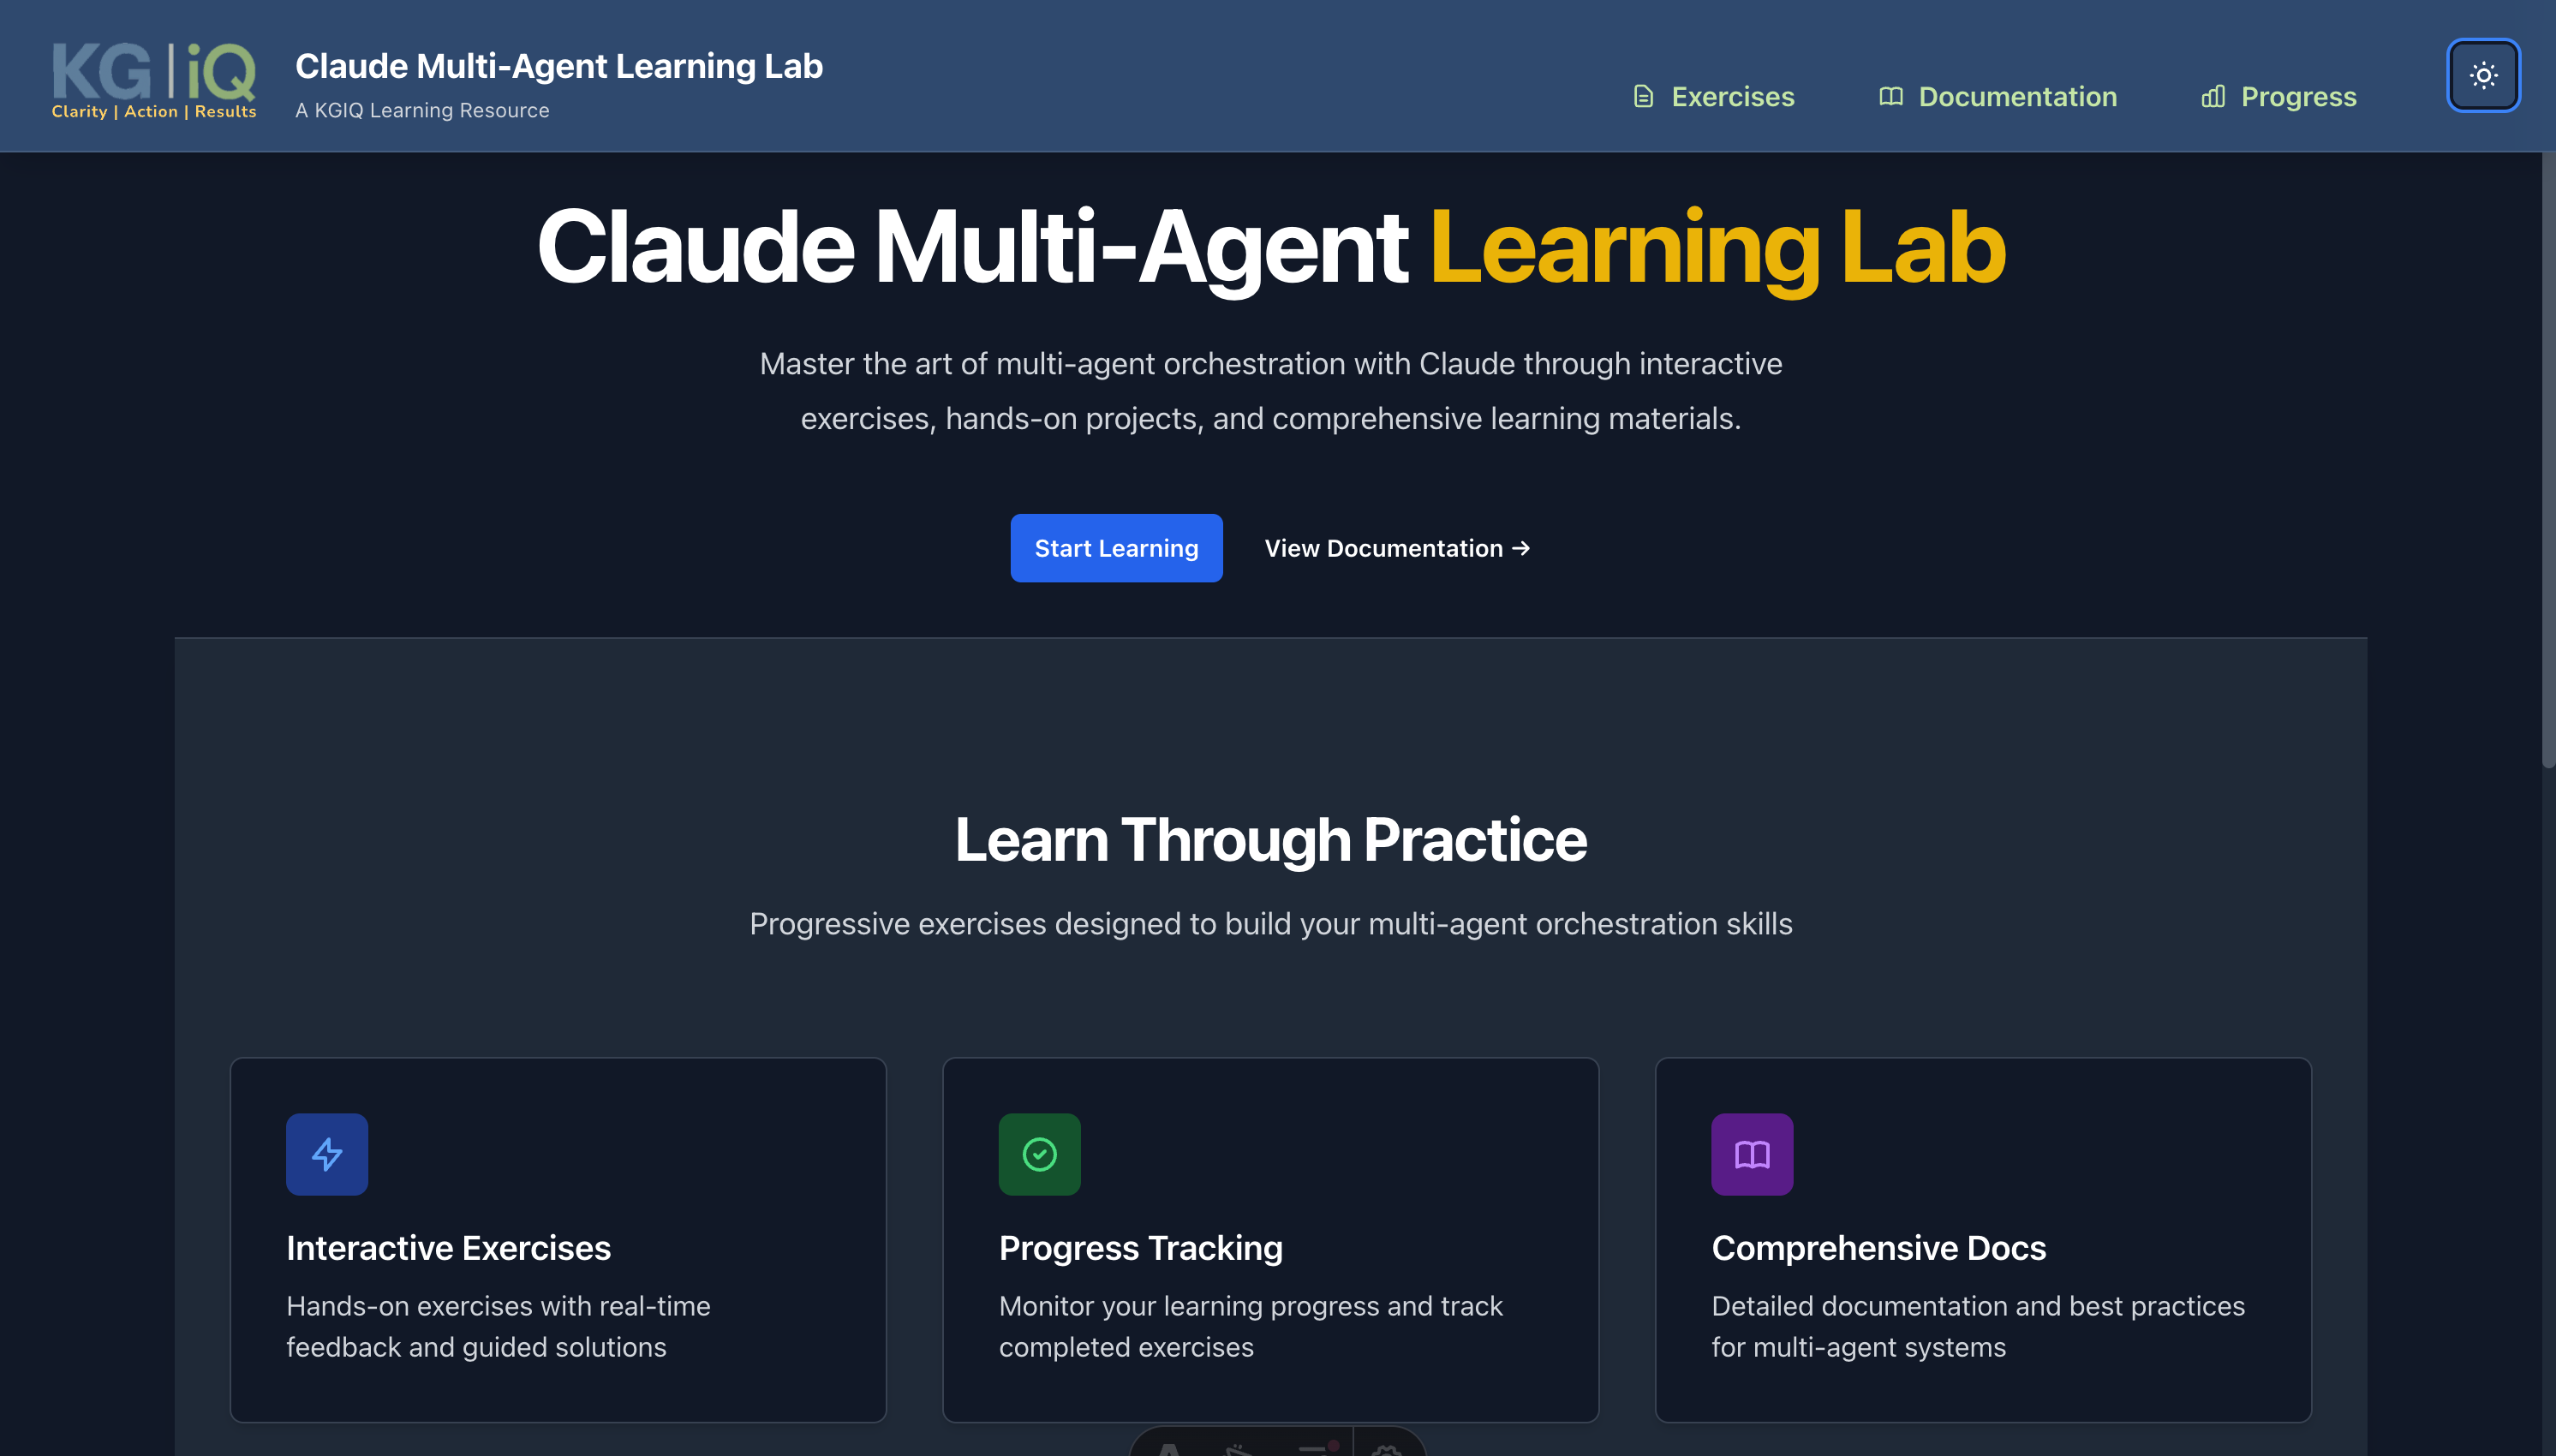 KG|iQ
Clarity | Action | Results
Claude Multi-Agent Learning Lab
A KGIQ Learning Resource
Exercises
Documentation
Progress
Claude Multi-Agent Learning Lab
Master the art of multi-agent orchestration with Claude through interactive
exercises, hands-on projects, and comprehensive learning materials.
Start Learning
View Documentation →
Learn Through Practice
Progressive exercises designed to build your multi-agent orchestration skills
Interactive Exercises
Hands-on exercises with real-time
feedback and guided solutions
Progress Tracking
Monitor your learning progress and track
completed exercises
Comprehensive Docs
Detailed documentation and best practices
for multi-agent systems